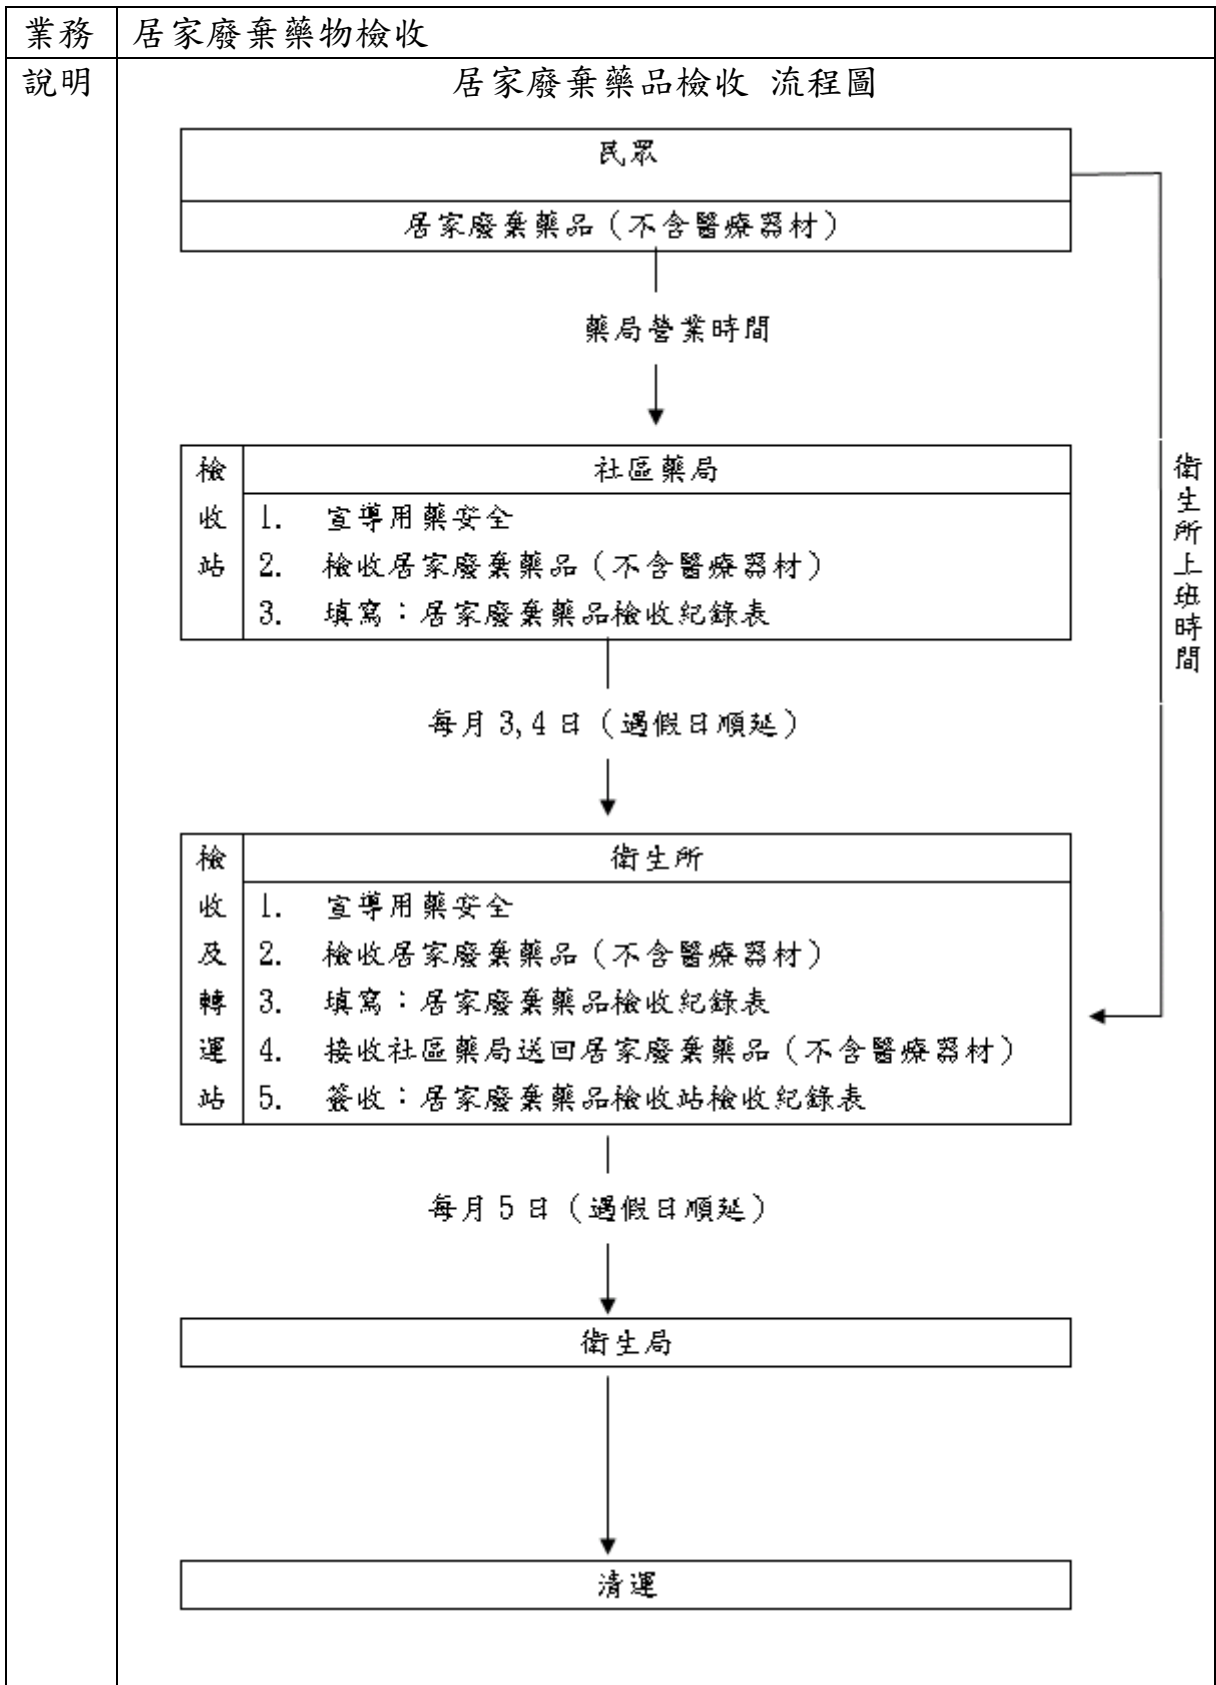 業務 居家廢棄藥物檢收
說明 居家廢棄藥品檢收 流程圖
民眾
居家廢棄藥品（不含醫療器材）
藥局營業時間
衛生所上班時間
檢收站
社區藥局
1. 宣導用藥安全
2. 檢收居家廢棄藥品（不含醫療器材）
3. 填寫：居家廢棄藥品檢收紀錄表
每月3,4日（遇假日順延）
檢收及轉運站
衛生所
1. 宣導用藥安全
2. 檢收居家廢棄藥品（不含醫療器材）
3. 填寫：居家廢棄藥品檢收紀錄表
4. 接收社區藥局送回居家廢棄藥品（不含醫療器材）
5. 簽收：居家廢棄藥品檢收站檢收紀錄表
每月5日（遇假日順延）
衛生局
清運